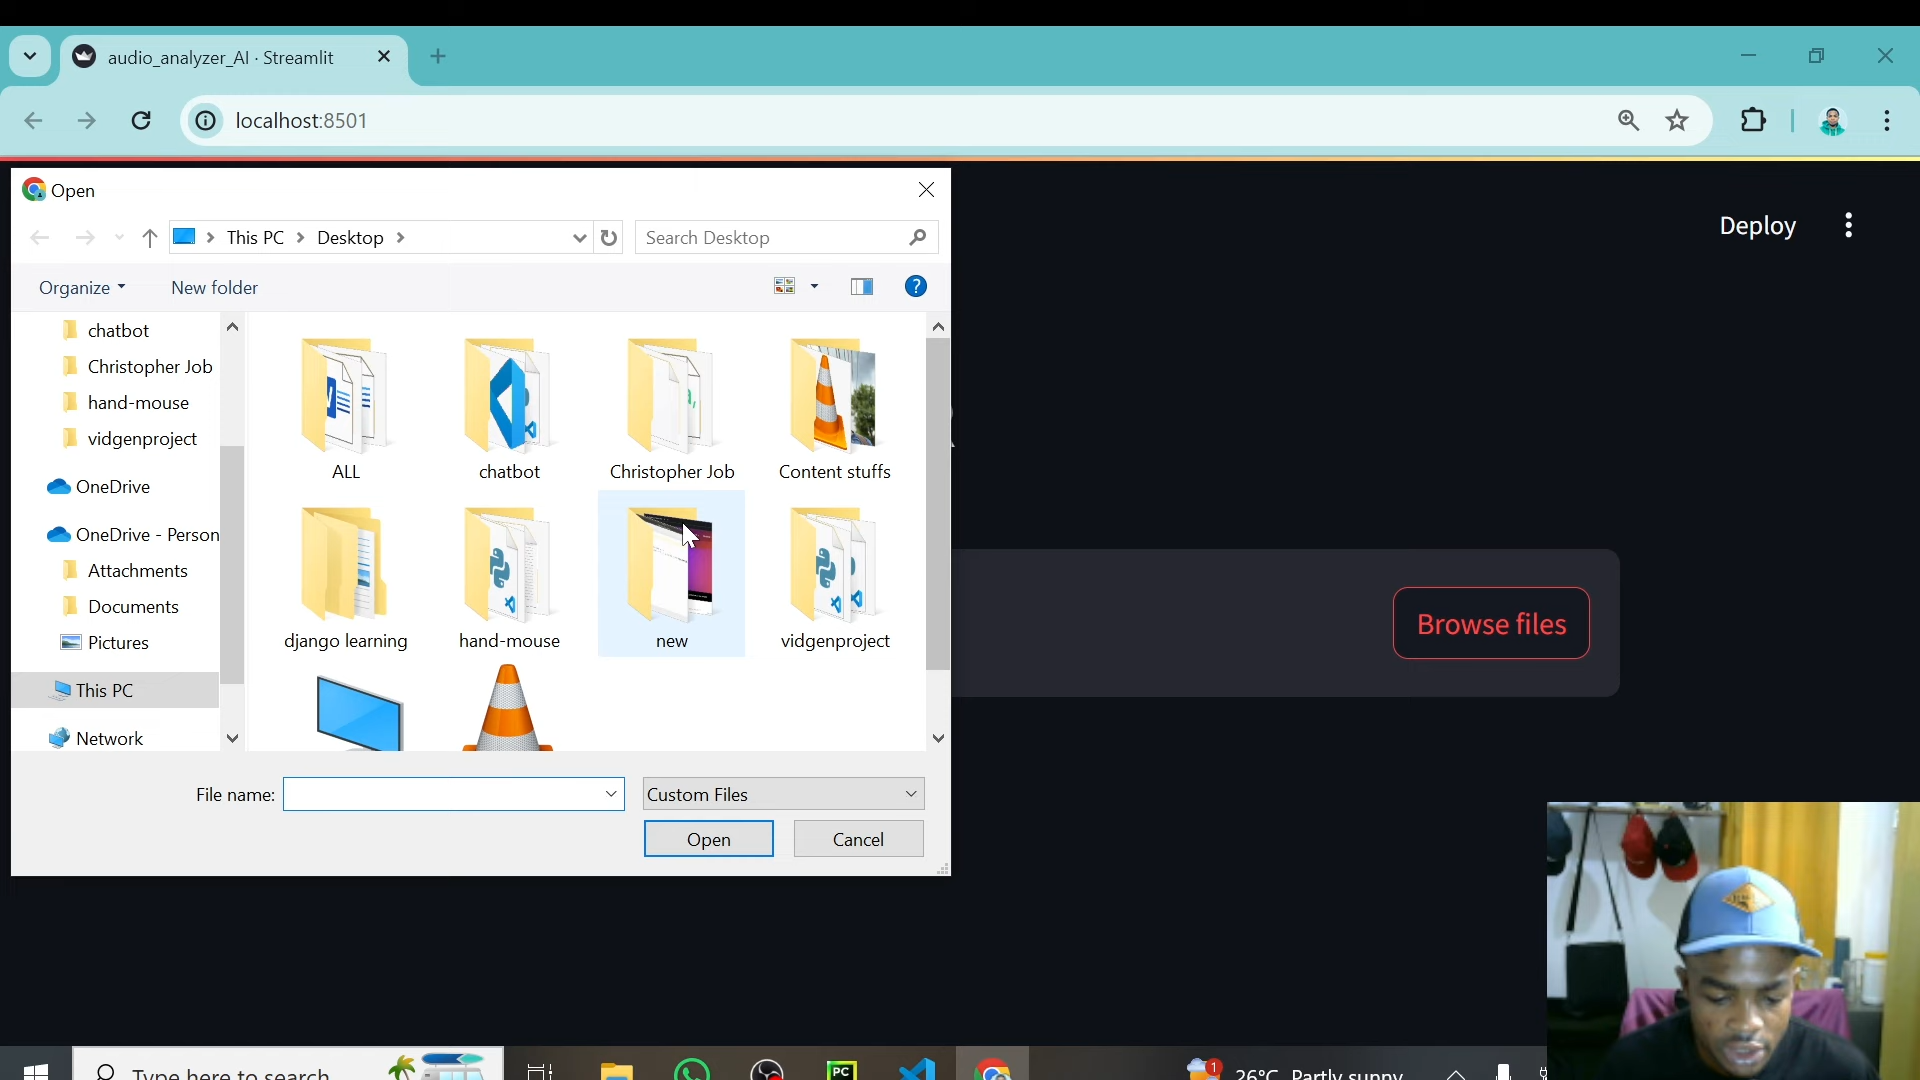 audio_analyzer_AI · Streamlit
localhost:8501
Open
This PC
Desktop
Search Desktop
Deploy
Organize
New folder
chatbot
Christopher Job
hand-mouse
vidgenproject
OneDrive
OneDrive - Person
Attachments
Documents
Pictures
This PC
Network
ALL
chatbot
Christopher Job
Content stuffs
django learning
hand-mouse
new
vidgenproject
Browse files
File name:
Custom Files
Open
Cancel
Type here to search
PC
1
26°C Partly sunny